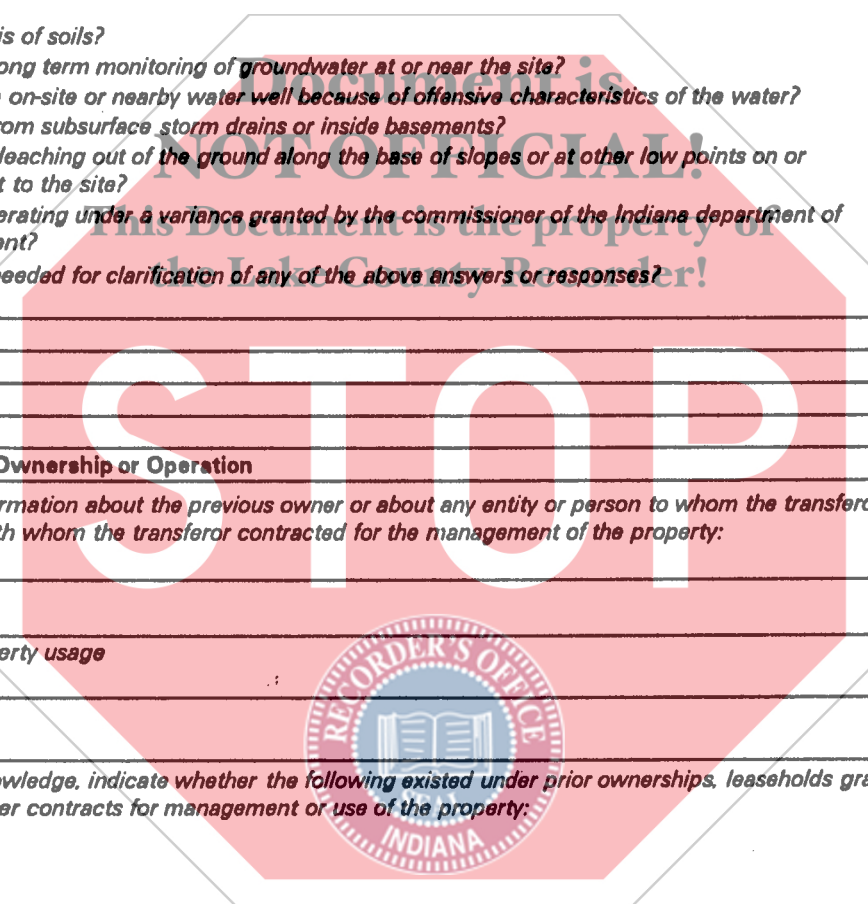 is of soils?
ong term monitoring of groundwater at or near the site?
on-site or nearby water well because of offensive characteristics of the water?
rom subsurface storm drains or inside basements?
leaching out of the ground along the base of slopes or at other low points on or
t to the site?
erating under a variance granted by the commissioner of the Indiana department of
ent?
eeded for clarification of any of the above answers or responses?
Document is
NOT OFFICIAL!
This Document is the property of
the Lake County Recorder!
STOP
Ownership or Operation
rmation about the previous owner or about any entity or person to whom the transfero
th whom the transferor contracted for the management of the property:
erty usage
RECORDER'S OFFICE
SEAL
INDIANA
owledge, indicate whether the following existed under prior ownerships, leaseholds gra
er contracts for management or use of the property: